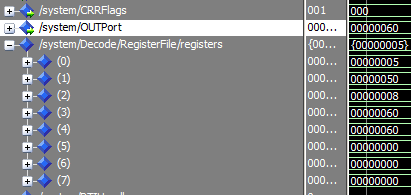 /system/CRRFlags 001 000
/system/OUTPort 000... 00000060
/system/Decode/RegisterFile/registers {00... {00000005}
(0) 000... 00000005
(1) 000... 00000050
(2) 000... 00000008
(3) 000... 00000060
(4) 000... 00000060
(5) 000... 00000000
(6) 000... 00000000
(7) 000... 00000000